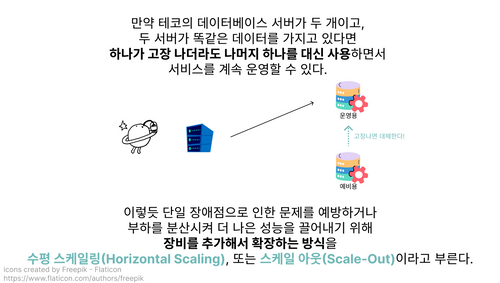 만약 테코의 데이터베이스 서버가 두 개이고,
두 서버가 똑같은 데이터를 가지고 있다면
하나가 고장 나더라도 나머지 하나를 대신 사용하면서
서비스를 계속 운영할 수 있다.
운영용
고장나면 대체한다!
예비용
이렇듯 단일 장애점으로 인한 문제를 예방하거나
부하를 분산시켜 더 나은 성능을 끌어내기 위해
장비를 추가해서 확장하는 방식을
수평 스케일링(Horizontal Scaling), 또는 스케일 아웃(Scale-Out)이라고 부른다.
icons created by Freepik - Flaticon
https://www.flaticon.com/authors/freepik